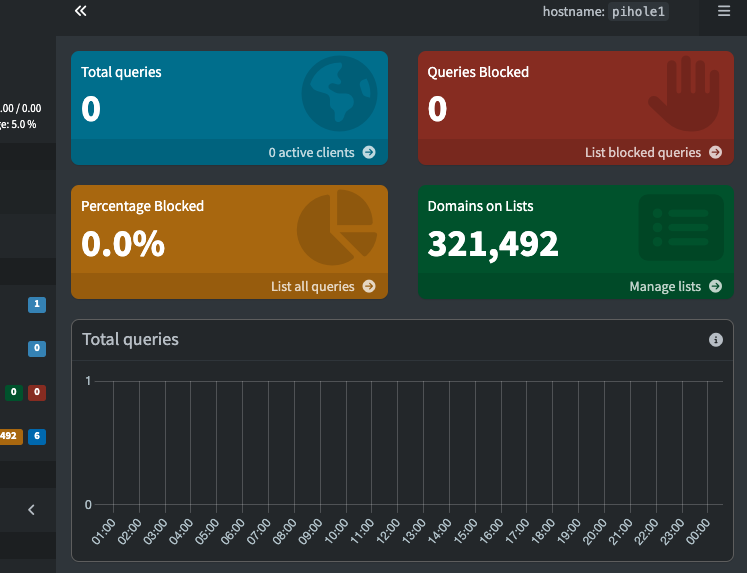 hostname: pihole1
.00 / 0.00
ge: 5.0 %
Total queries
0
0 active clients
Queries Blocked
0
List blocked queries
Percentage Blocked
0.0%
List all queries
Domains on Lists
321,492
Manage lists
1
0
0 0
492 6
Total queries
1
0
01:00 02:00 03:00 04:00 05:00 06:00 07:00 08:00 09:00 10:00 11:00 12:00 13:00 14:00 15:00 16:00 17:00 18:00 19:00 20:00 21:00 22:00 23:00 00:00